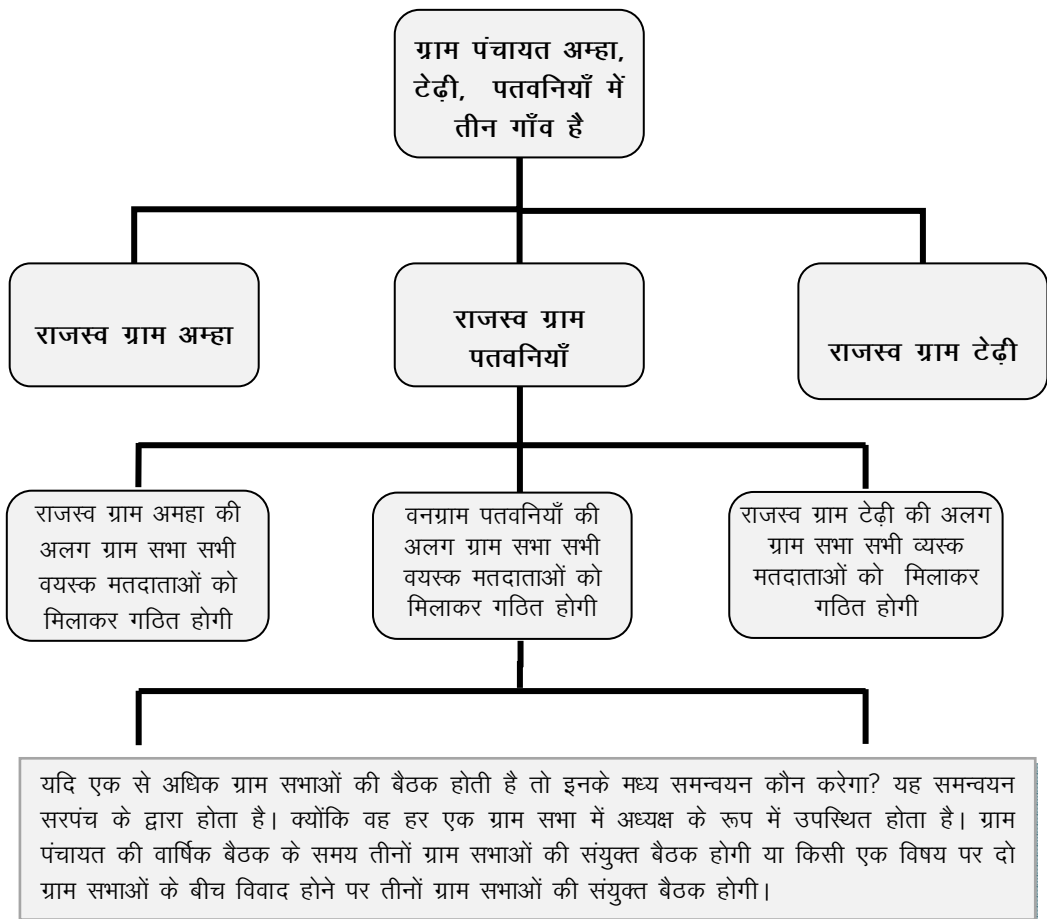 ग्राम पंचायत अम्हा,
टेढ़ी, पतवनियाँ में
तीन गाँव है
राजस्व ग्राम अम्हा
राजस्व ग्राम
पतवनियाँ
राजस्व ग्राम टेढ़ी
राजस्व ग्राम अमहा की
अलग ग्राम सभा सभी
वयस्क मतदाताओं को
मिलाकर गठित होगी
वनग्राम पतवनियाँ की
अलग ग्राम सभा सभी
वयस्क मतदाताओं को
मिलाकर गठित होगी
राजस्व ग्राम टेढ़ी की अलग
ग्राम सभा सभी व्यस्क
मतदाताओं को मिलाकर
गठित होगी
यदि एक से अधिक ग्राम सभाओं की बैठक होती है तो इनके मध्य समन्वयन कौन करेगा? यह समन्वयन
सरपंच के द्वारा होता है। क्योंकि वह हर एक ग्राम सभा में अध्यक्ष के रूप में उपस्थित होता है। ग्राम
पंचायत की वार्षिक बैठक के समय तीनों ग्राम सभाओं की संयुक्त बैठक होगी या किसी एक विषय पर दो
ग्राम सभाओं के बीच विवाद होने पर तीनों ग्राम सभाओं की संयुक्त बैठक होगी।